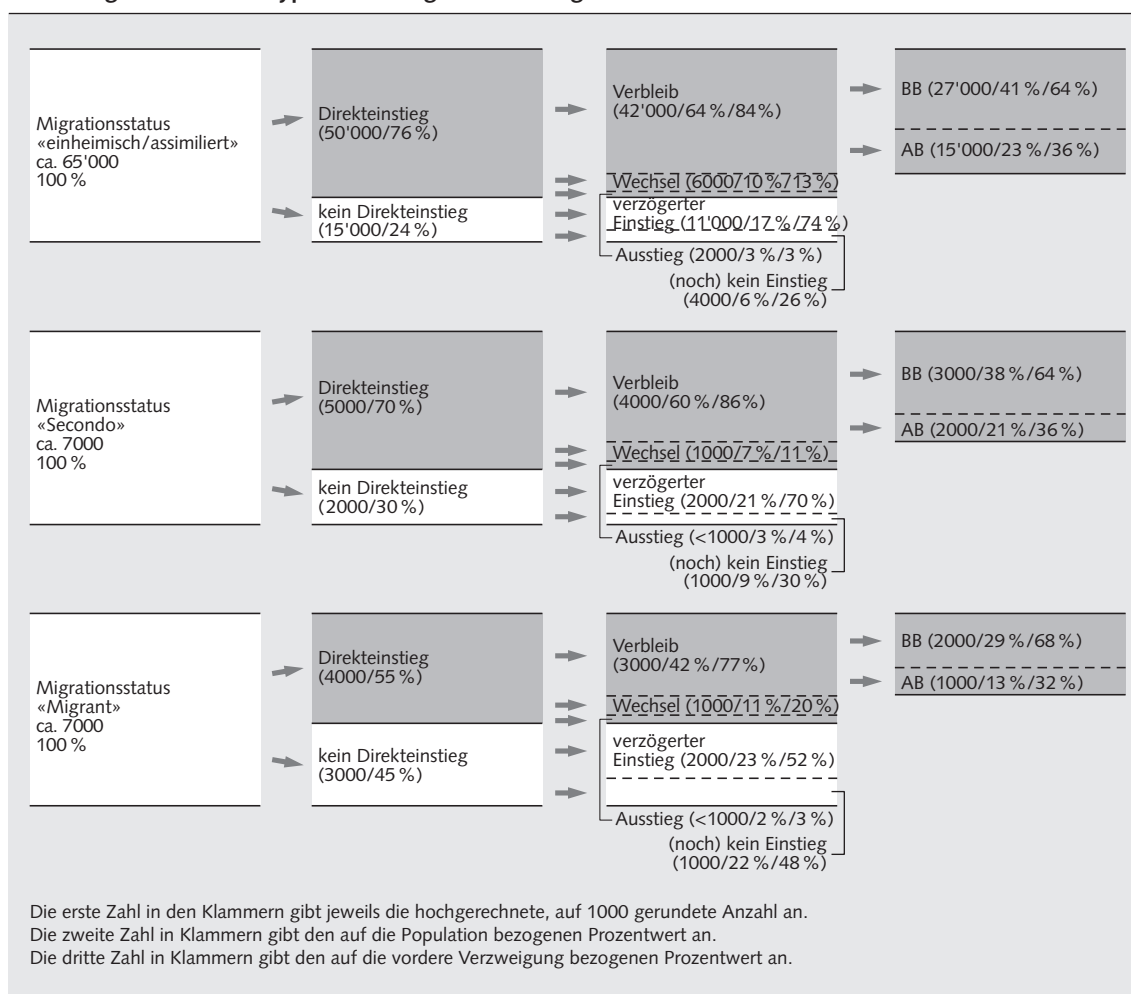 Migrationsstatus
«einheimisch/assimiliert»
ca. 65'000
100 %
Direkteinstieg
(50'000/76 %)
kein Direkteinstieg
(15'000/24 %)
Verbleib
(42'000/64 %/84 %)
Wechsel (6000/10 %/13 %)
verzögerter
Einstieg (11'000/17 %/74 %)
Ausstieg (2000/3 %/3 %)
(noch) kein Einstieg
(4000/6 %/26 %)
BB (27'000/41 %/64 %)
AB (15'000/23 %/36 %)
Migrationsstatus
«Secondo»
ca. 7000
100 %
Direkteinstieg
(5000/70 %)
kein Direkteinstieg
(2000/30 %)
Verbleib
(4000/60 %/86 %)
Wechsel (1000/7 %/11 %)
verzögerter
Einstieg (2000/21 %/70 %)
Ausstieg (<1000/3 %/4 %)
(noch) kein Einstieg
(1000/9 %/30 %)
BB (3000/38 %/64 %)
AB (2000/21 %/36 %)
Migrationsstatus
«Migrant»
ca. 7000
100 %
Direkteinstieg
(4000/55 %)
kein Direkteinstieg
(3000/45 %)
Verbleib
(3000/42 %/77 %)
Wechsel (1000/11 %/20 %)
verzögerter
Einstieg (2000/23 %/52 %)
Ausstieg (<1000/2 %/3 %)
(noch) kein Einstieg
(1000/22 %/48 %)
BB (2000/29 %/68 %)
AB (1000/13 %/32 %)
Die erste Zahl in den Klammern gibt jeweils die hochgerechnete, auf 1000 gerundete Anzahl an.
Die zweite Zahl in Klammern gibt den auf die Population bezogenen Prozentwert an.
Die dritte Zahl in Klammern gibt den auf die vordere Verzweigung bezogenen Prozentwert an.